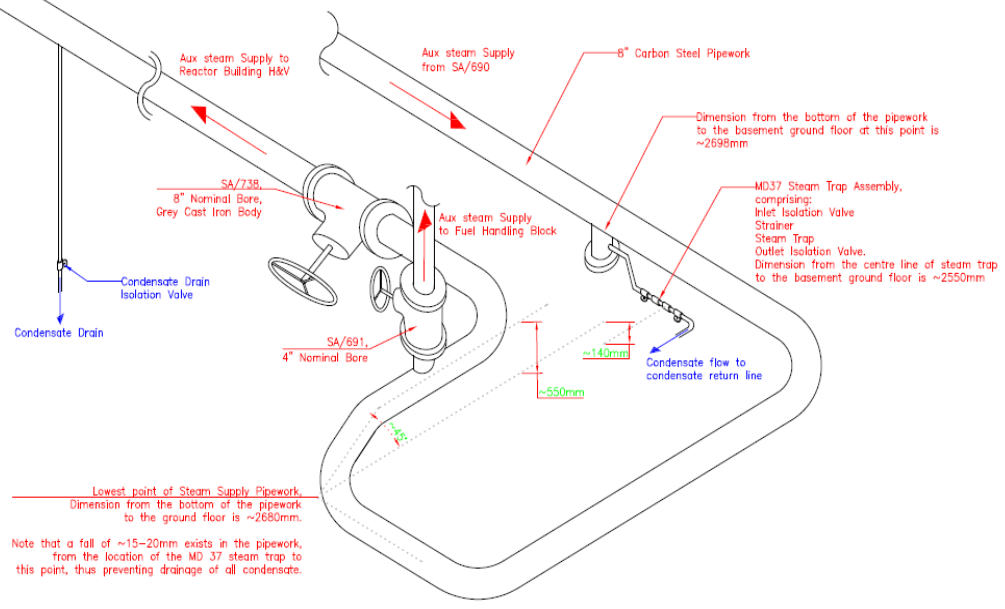 Aux steam Supply to
Reactor Building H&V
Aux steam Supply
from SA/690
8" Carbon Steel Pipework
Dimension from the bottom of the pipework
to the basement ground floor at this point is
~2698mm
SA/738,
8" Nominal Bore,
Grey Cast Iron Body
MD37 Steam Trap Assembly,
comprising:
Inlet Isolation Valve
Strainer
Steam Trap
Outlet Isolation Valve.
Dimension from the centre line of steam trap
to the basement ground floor is ~2550mm
Aux steam Supply
to Fuel Handling Block
Condensate Drain
Isolation Valve
Condensate Drain
SA/691,
4" Nominal Bore
~140mm
Condensate flow to
condensate return line
~550mm
~45°
Lowest point of Steam Supply Pipework,
Dimension from the bottom of the pipework
to the ground floor is ~2680mm.
Note that a fall of ~15-20mm exists in the pipework,
from the location of the MD 37 steam trap to
this point, thus preventing drainage of all condensate.